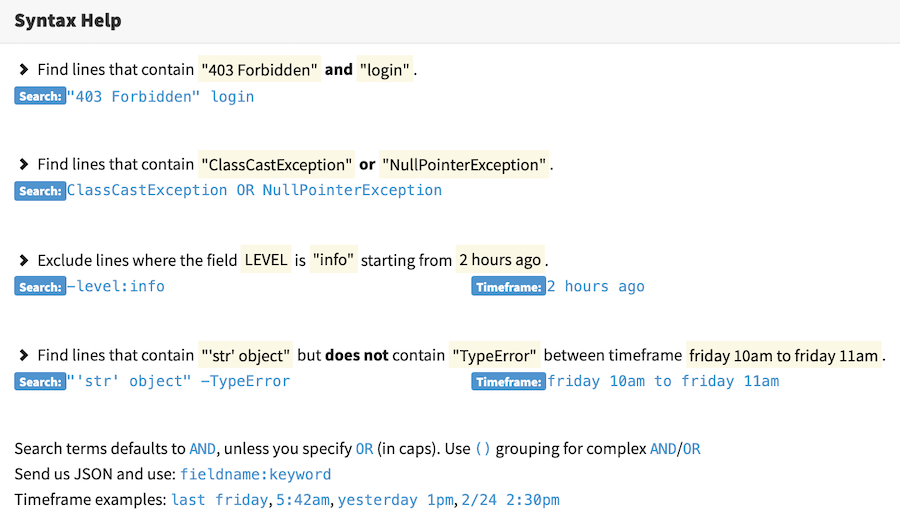 Syntax Help
Find lines that contain "403 Forbidden" and "login".
Search: "403 Forbidden" login
Find lines that contain "ClassCastException" or "NullPointerException".
Search: ClassCastException OR NullPointerException
Exclude lines where the field LEVEL is "info" starting from 2 hours ago.
Search: -level:info Timeframe: 2 hours ago
Find lines that contain "'str' object" but does not contain "TypeError" between timeframe friday 10am to friday 11am.
Search: "'str' object" -TypeError Timeframe: friday 10am to friday 11am
Search terms defaults to AND, unless you specify OR (in caps). Use () grouping for complex AND/OR
Send us JSON and use: fieldname:keyword
Timeframe examples: last friday, 5:42am, yesterday 1pm, 2/24 2:30pm